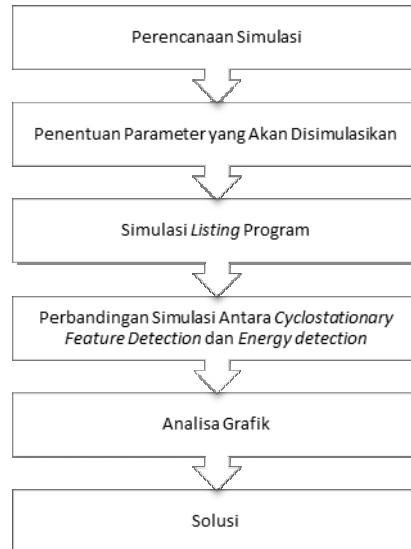 Perencanaan Simulasi
Penentuan Parameter yang Akan Disimulasikan
Simulasi Listing Program
Perbandingan Simulasi Antara Cyclostationary
Feature Detection dan Energy detection
Analisa Grafik
Solusi